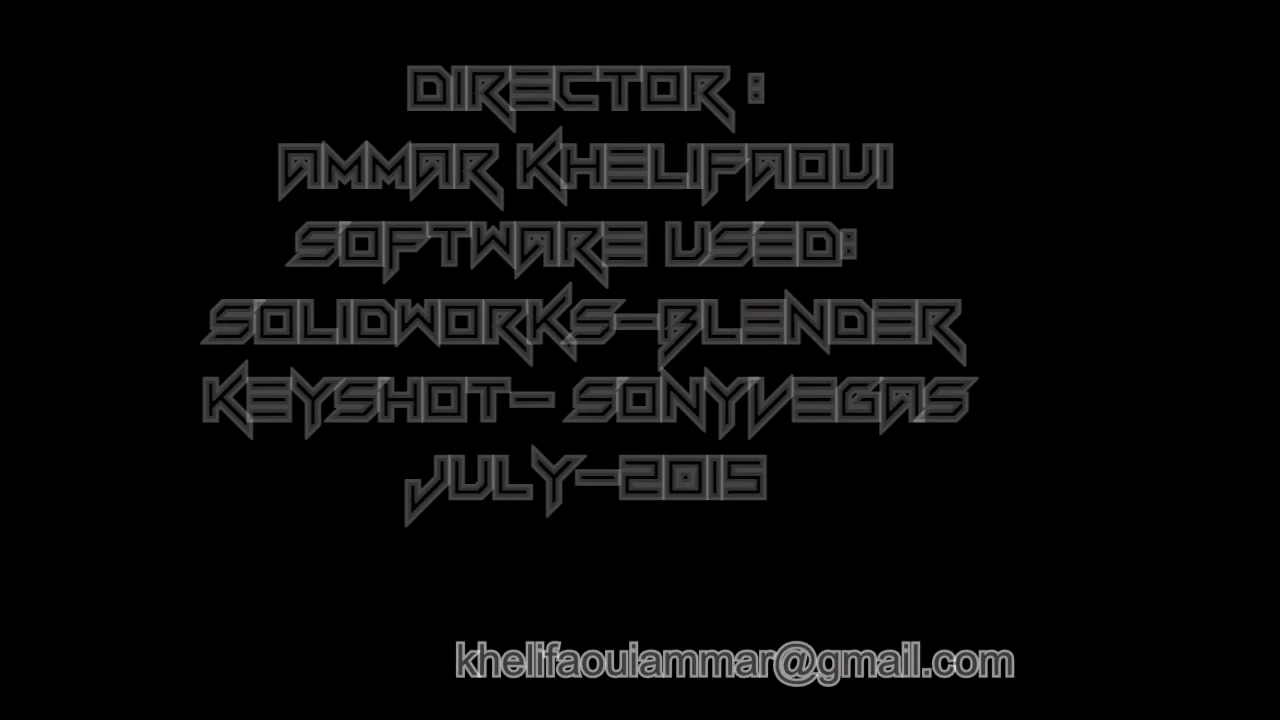 DIRECTOR :
AMMAR KHELIFAOUI
SOFTWARE USED:
SOLIDWORKS-BLENDER
KEYSHOT- SONYVEGAS
JULY-2015
khelifaouiammar@gmail.com